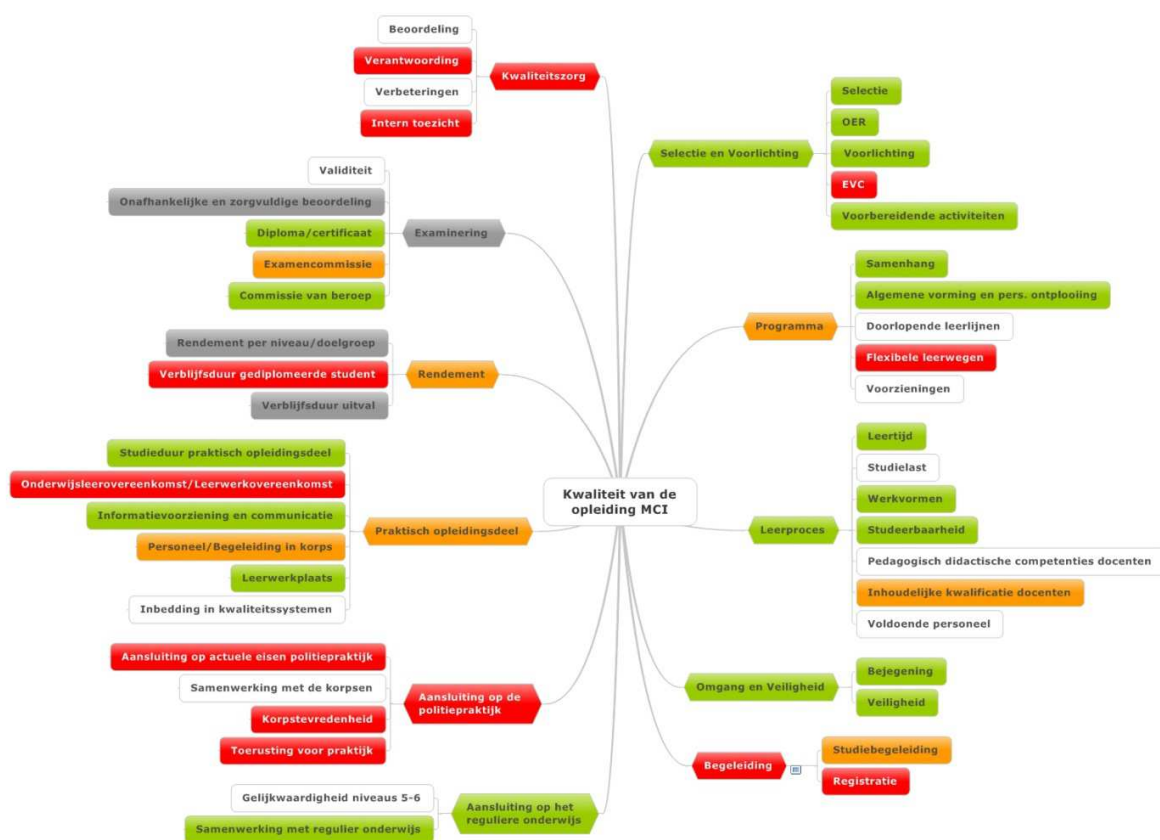 Kwaliteit van de
opleiding MCI
Selectie en Voorlichting
Selectie
OER
Voorlichting
EVC
Voorbereidende activiteiten
Programma
Samenhang
Algemene vorming en pers. ontplooiing
Doorlopende leerlijnen
Flexibele leerwegen
Voorzieningen
Leerproces
Leertijd
Studielast
Werkvormen
Studeerbaarheid
Pedagogisch didactische competenties docenten
Inhoudelijke kwalificatie docenten
Voldoende personeel
Omgang en Veiligheid
Bejegening
Veiligheid
Begeleiding
Studiebegeleiding
Registratie
Kwaliteitszorg
Beoordeling
Verantwoording
Verbeteringen
Intern toezicht
Examinering
Validiteit
Onafhankelijke en zorgvuldige beoordeling
Diploma/certificaat
Examencommissie
Commissie van beroep
Rendement
Rendement per niveau/doelgroep
Verblijfsduur gediplomeerde student
Verblijfsduur uitval
Praktisch opleidingsdeel
Studieduur praktisch opleidingsdeel
Onderwijsleerovereenkomst/Leerwerkovereenkomst
Informatievoorziening en communicatie
Personeel/Begeleiding in korps
Leerwerkplaats
Inbedding in kwaliteitssystemen
Aansluiting op de
politiepraktijk
Aansluiting op actuele eisen politiepraktijk
Samenwerking met de korpsen
Korpstevredenheid
Toerusting voor praktijk
Aansluiting op het
reguliere onderwijs
Gelijkwaardigheid niveaus 5-6
Samenwerking met regulier onderwijs